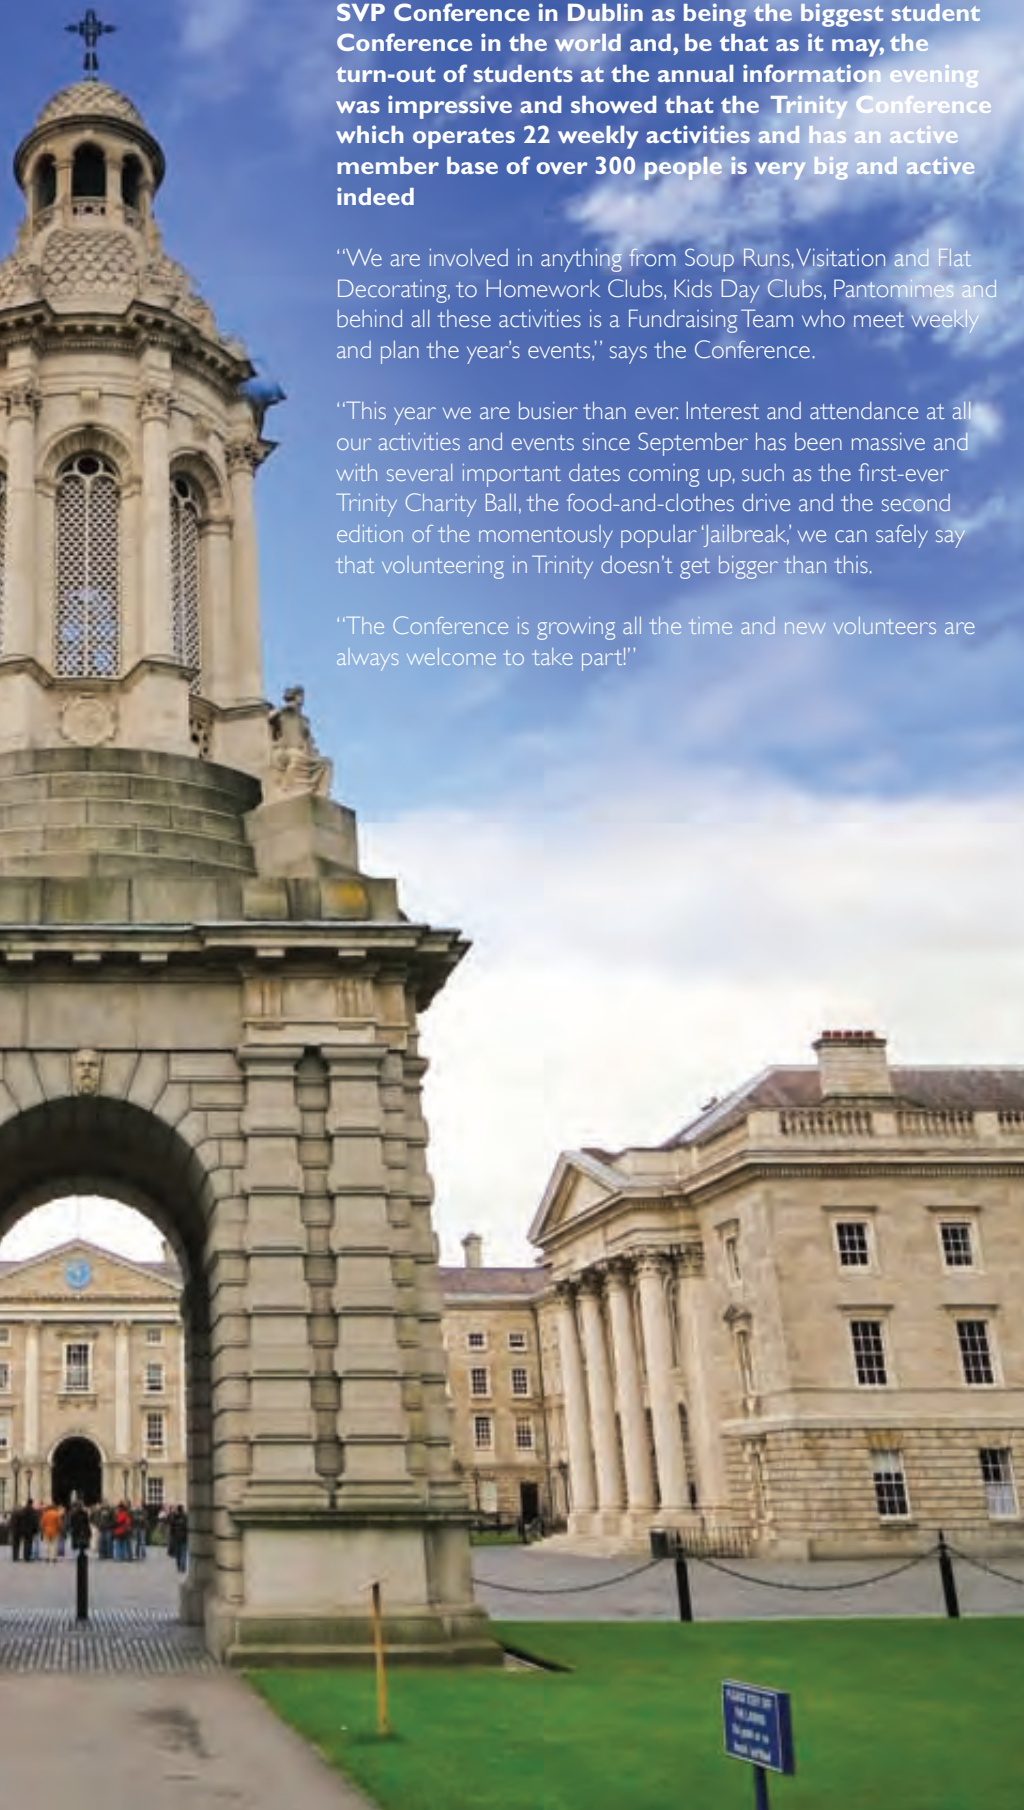 SVP Conference in Dublin as being the biggest student
Conference in the world and, be that as it may, the
turn-out of students at the annual information evening
was impressive and showed that the Trinity Conference
which operates 22 weekly activities and has an active
member base of over 300 people is very big and active
indeed
“We are involved in anything from Soup Runs, Visitation and Flat
Decorating, to Homework Clubs, Kids Day Clubs, Pantomimes and
behind all these activities is a Fundraising Team who meet weekly
and plan the year’s events,” says the Conference.
“This year we are busier than ever. Interest and attendance at all
our activities and events since September has been massive and
with several important dates coming up, such as the first-ever
Trinity Charity Ball, the food-and-clothes drive and the second
edition of the momentously popular ‘Jailbreak,’ we can safely say
that volunteering in Trinity doesn’t get bigger than this.
“The Conference is growing all the time and new volunteers are
always welcome to take part!”
PLEASE KEEP OFF
THE LAWNS